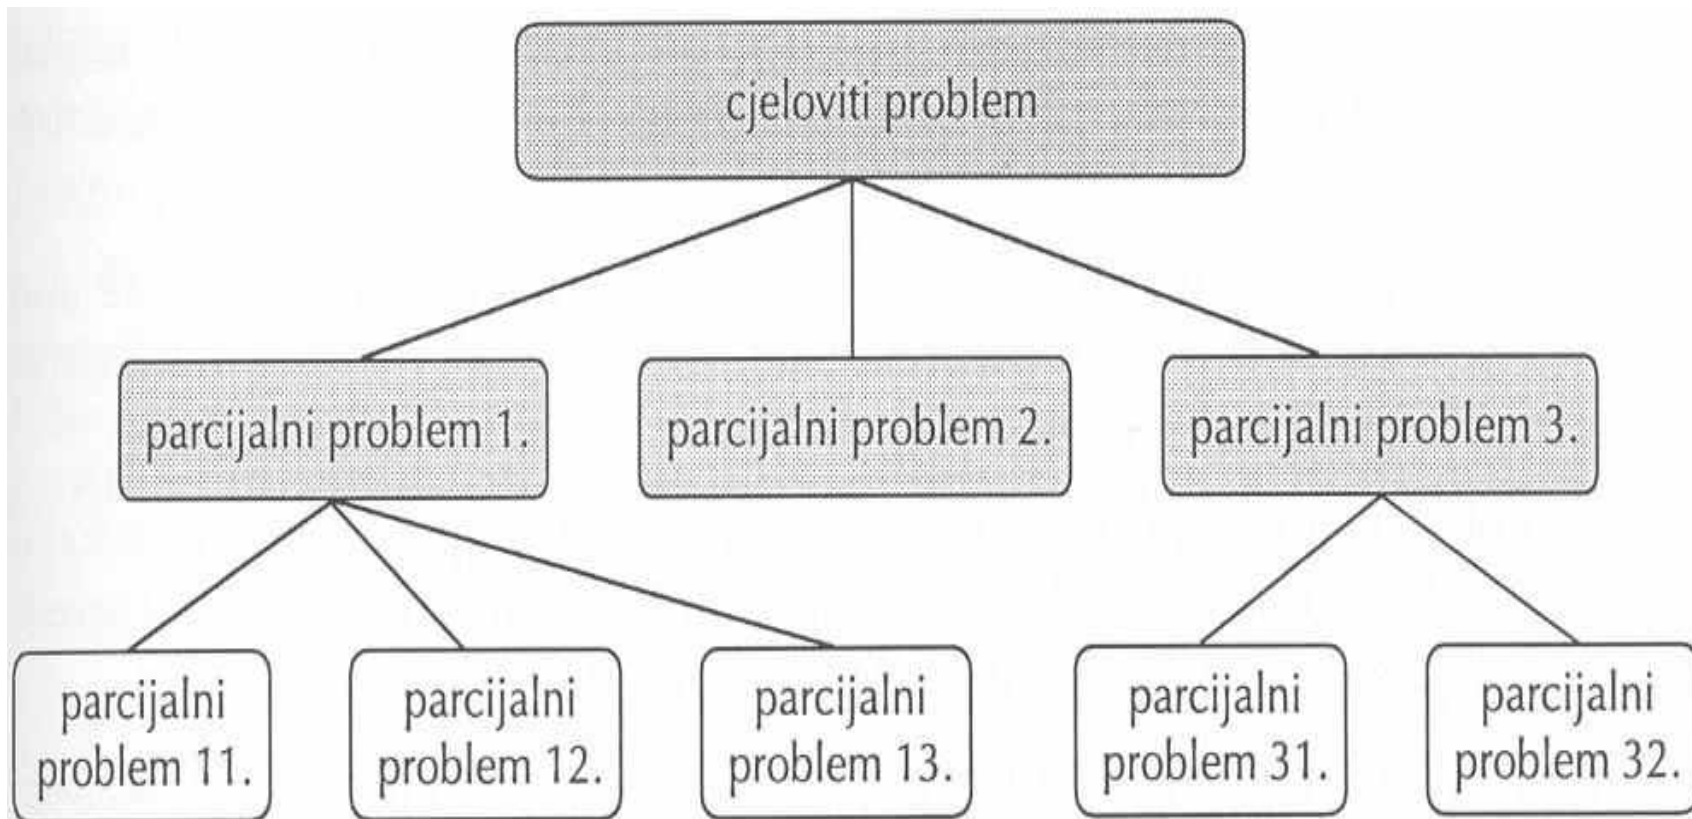 cjeloviti problem
parcijalni problem 1.
parcijalni problem 2.
parcijalni problem 3.
parcijalni
problem 11.
parcijalni
problem 12.
parcijalni
problem 13.
parcijalni
problem 31.
parcijalni
problem 32.